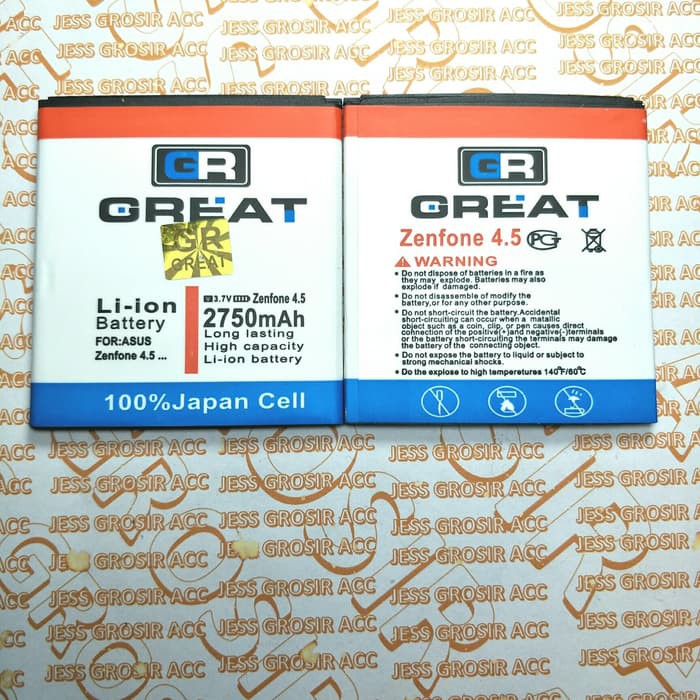 GR
GREAT
GR
GREAT
Li-ion
Battery
FOR:ASUS
Zenfone 4.5 ...
3.7V Zenfone 4.5
2750mAh
Long lasting
High capacity
Li-ion battery
100%Japan Cell
GR
GREAT
Zenfone 4.5 PCT
WARNING
• Do not dispose of batteries in a fire as
they may explode. Batteries may also
explode if damaged.
• Do not disassemble of modify the
battery,or for any other purpose.
• Do not short-circuit the battery.Accidental
short-circuiting can occur when a matallic
object such as a coin, clip, or pen causes direct
connection of the positive(+)and negative(-)terminals
or the battery short-circuiting the terminals may damage
the battery of the connecting object.
• Do not expose the battery to liquid or subject to
strong mechanical shock.
• Do the explose to high tempretures 140°F/60°C
JESS GROSIR ACC